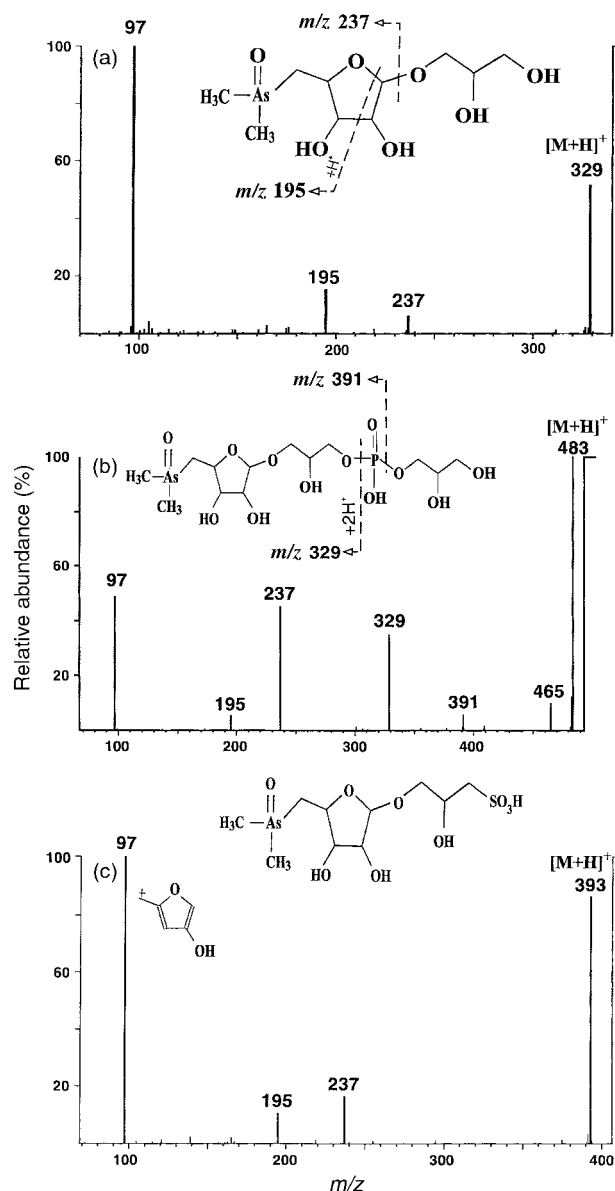 97
100
(a)
m/z 237
O
As
H₃C
CH₃
O
O
OH
OH
HO
OH
+H⁺
m/z 195
[M+H]⁺
329
60
20
195
237
100
200
300
m/z 391
[M+H]⁺
483
100
(b)
O
As
H₃C
CH₃
O
O
OH
HO
OH
O
O
P
OH
O
OH
OH
+2H⁺
m/z 329
60
20
97
195
237
329
391
465
100
200
300
400
Relative abundance (%)
97
100
(c)
O
As
H₃C
CH₃
O
O
OH
SO₃H
HO
OH
[M+H]⁺
393
+
O
OH
60
20
195
237
100
200
300
400
m/z